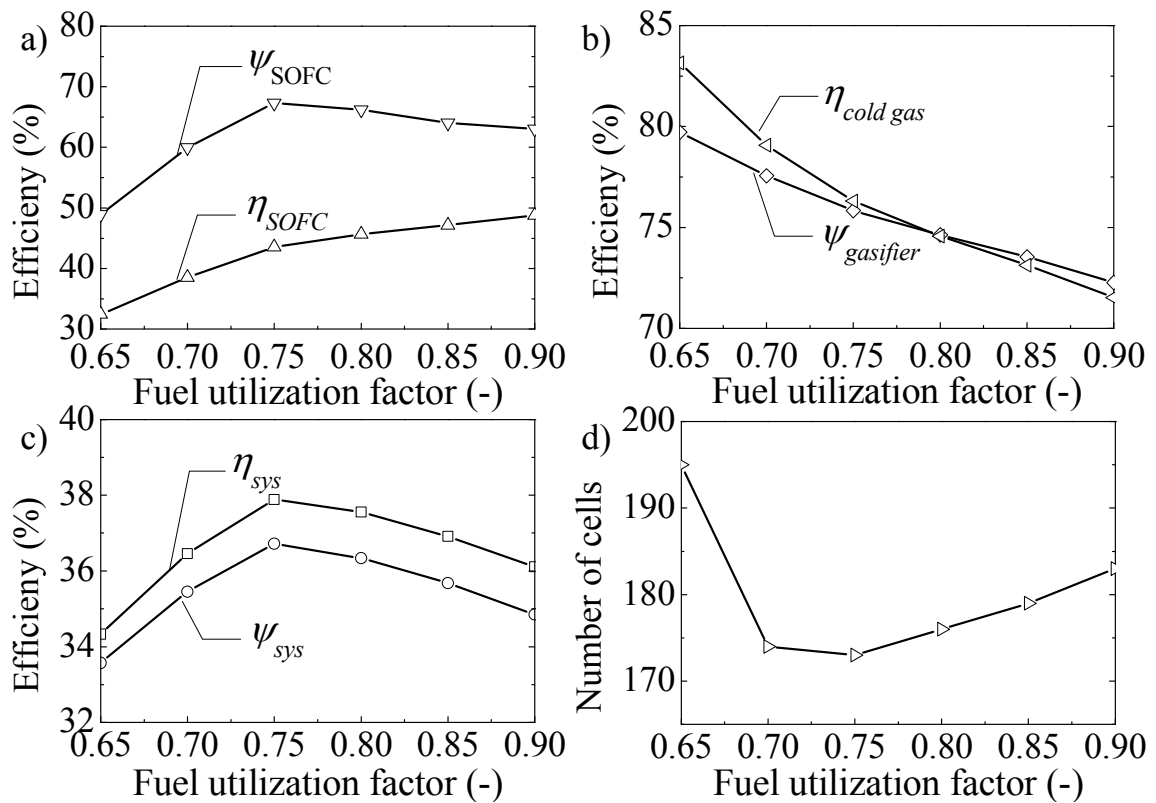 a)
80
70
60
50
40
30
Efficieny (%)
ψSOFC
ηSOFC
0.65 0.70 0.75 0.80 0.85 0.90
Fuel utilization factor (-)
b)
85
80
75
70
Efficieny (%)
ηcold gas
ψgasifier
0.65 0.70 0.75 0.80 0.85 0.90
Fuel utilization factor (-)
c)
40
38
36
34
32
Efficieny (%)
ηsys
ψsys
0.65 0.70 0.75 0.80 0.85 0.90
Fuel utilization factor (-)
d)
200
190
180
170
Number of cells
0.65 0.70 0.75 0.80 0.85 0.90
Fuel utilization factor (-)